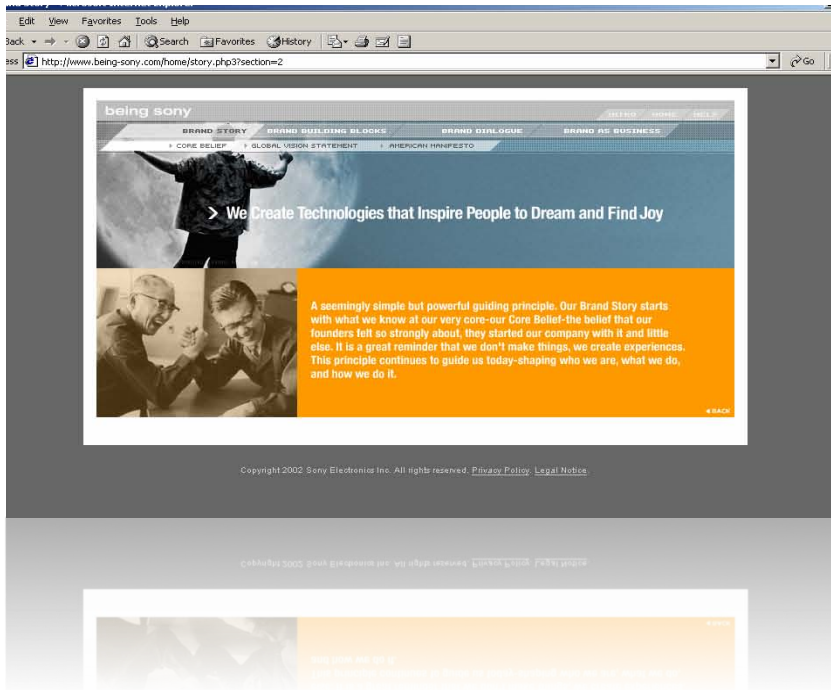 Edit View Favorites Tools Help
Back Search Favorites History
ess http://www.being-sony.com/home/story.php3?section=2 Go
being sony
INTRO HOME HELP
BRAND STORY BRAND BUILDING BLOCKS BRAND DIALOGUE BRAND AS BUSINESS
CORE BELIEF GLOBAL VISION STATEMENT AMERICAN MANIFESTO
> We Create Technologies that Inspire People to Dream and Find Joy
A seemingly simple but powerful guiding principle. Our Brand Story starts
with what we know at our very core-our Core Belief-the belief that our
founders felt so strongly about, they started our company with it and little
else. It is a great reminder that we don't make things, we create experiences.
This principle continues to guide us today-shaping who we are, what we do,
and how we do it.
BACK
Copyright 2002 Sony Electronics Inc. All rights reserved. Privacy Policy. Legal Notice